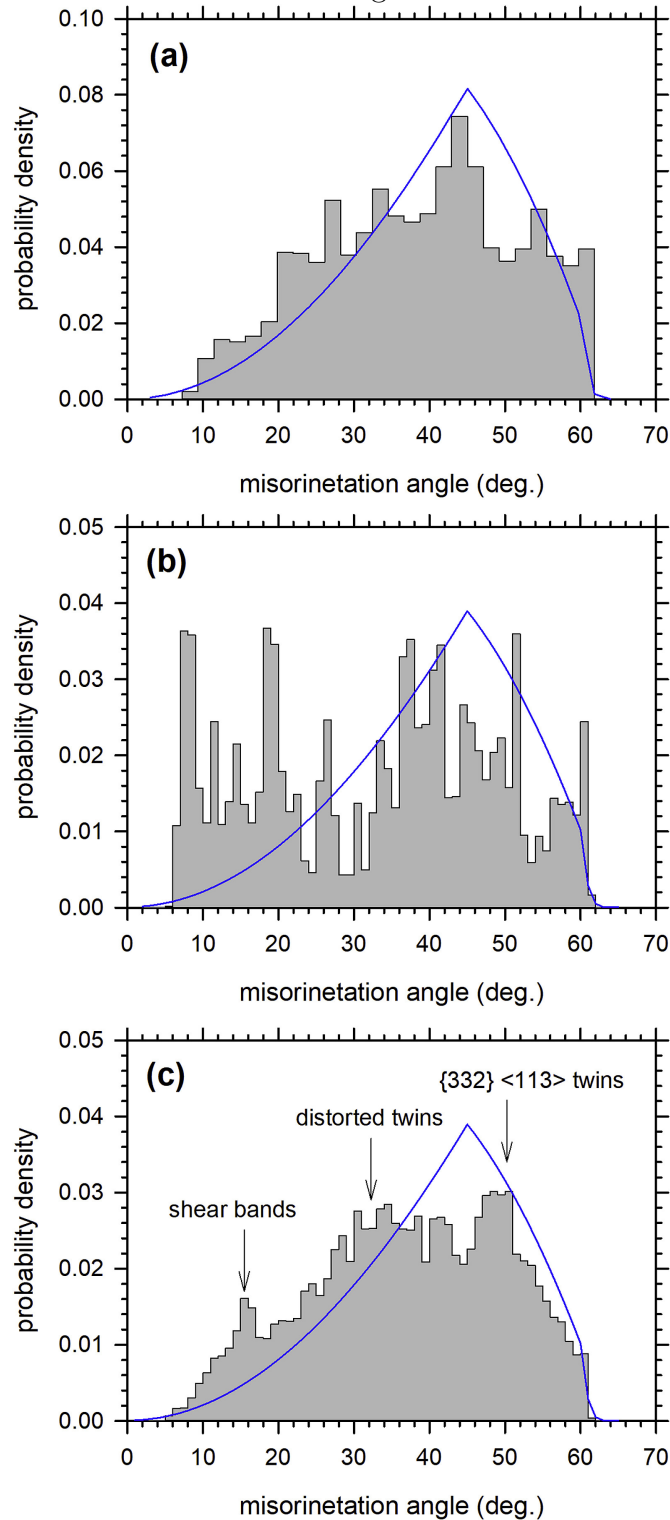 0.10
(a)
0.08
0.06
0.04
0.02
0.00
probability density
0 10 20 30 40 50 60 70
misorinetation angle (deg.)
0.05
(b)
0.04
0.03
0.02
0.01
0.00
probability density
0 10 20 30 40 50 60 70
misorinetation angle (deg.)
0.05
(c)
{332} <113> twins
0.04
distorted twins
0.03
shear bands
0.02
0.01
0.00
probability density
0 10 20 30 40 50 60 70
misorinetation angle (deg.)